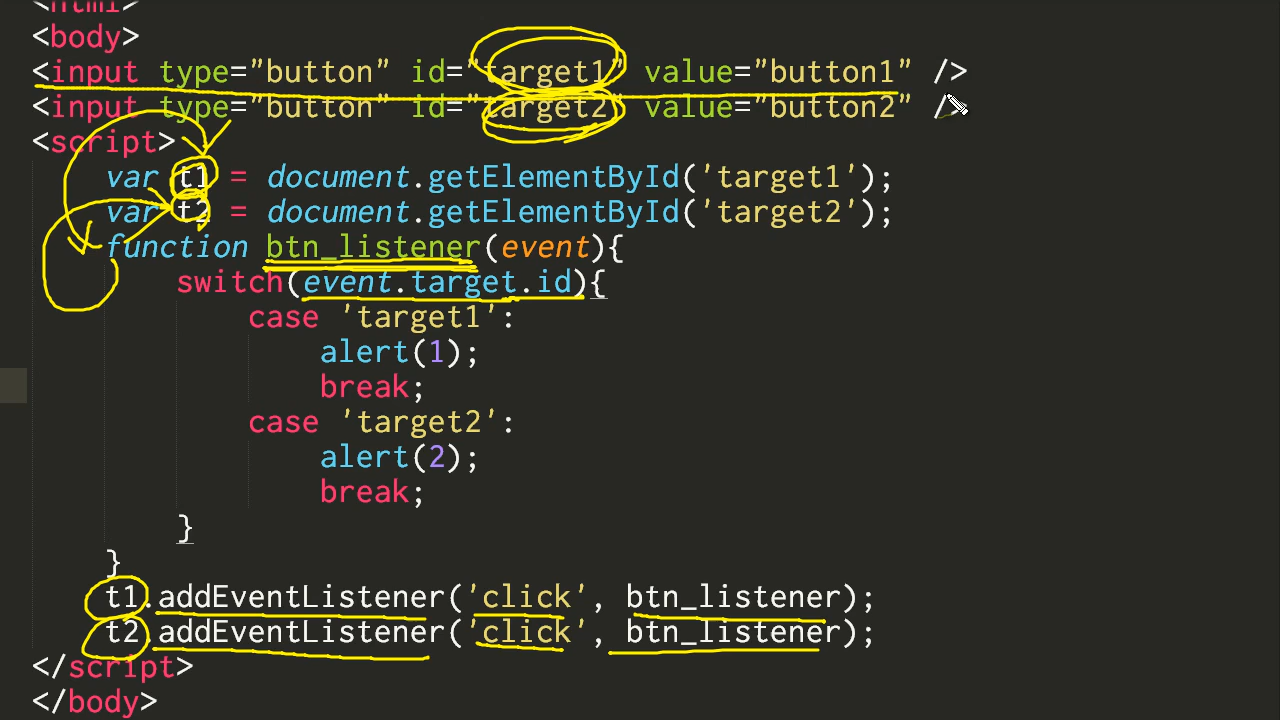 <html>
<body>
<input type="button" id="target1" value="button1" />
<input type="button" id="target2" value="button2" />
<script>
var t1 = document.getElementById('target1');
var t2 = document.getElementById('target2');
function btn_listener(event){
switch(event.target.id){
case 'target1':
alert(1);
break;
case 'target2':
alert(2);
break;
}
}
t1.addEventListener('click', btn_listener);
t2.addEventListener('click', btn_listener);
</script>
</body>